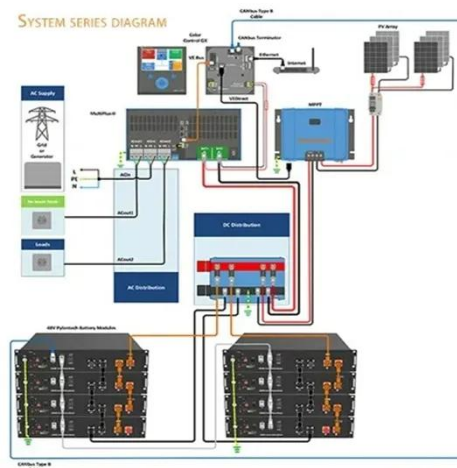 SYSTEM SERIES DIAGRAM
CANbus Type B
Cable
Color
Control GX
CANbus Terminator
PV Array
VE Bus
Ethernet
Internet
AC Supply
MultiPlus-II
VE Direct
MPPT
Grid
or
Generator
L
PE
N
ACin
ACout1
DC Distribution
Loads
ACout2
AC Distribution
48V Pylontech Battery Modules
CANbus Type B